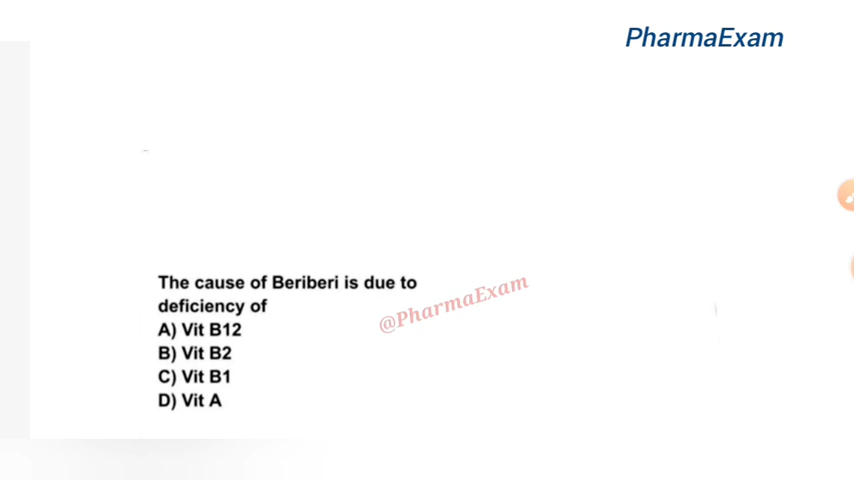 PharmaExam
The cause of Beriberi is due to
deficiency of
@PharmaExam
A) Vit B12
B) Vit B2
C) Vit B1
D) Vit A